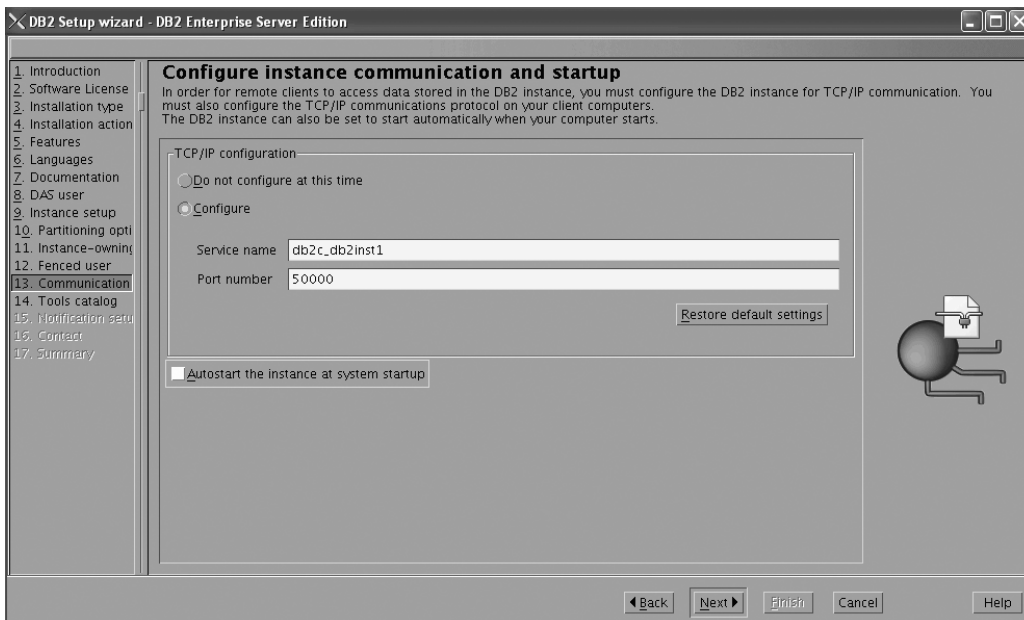 DB2 Setup wizard - DB2 Enterprise Server Edition
1. Introduction
2. Software License
3. Installation type
4. Installation action
5. Features
6. Languages
7. Documentation
8. DAS user
9. Instance setup
10. Partitioning opti
11. Instance-owning
12. Fenced user
13. Communication
14. Tools catalog
15. Notification setu
16. Contact
17. Summary
Configure instance communication and startup
In order for remote clients to access data stored in the DB2 instance, you must configure the DB2 instance for TCP/IP communication. You
must also configure the TCP/IP communications protocol on your client computers.
The DB2 instance can also be set to start automatically when your computer starts.
TCP/IP configuration
Do not configure at this time
Configure
Service name db2c_db2inst1
Port number 50000
Restore default settings
Autostart the instance at system startup
Back Next Finish Cancel Help